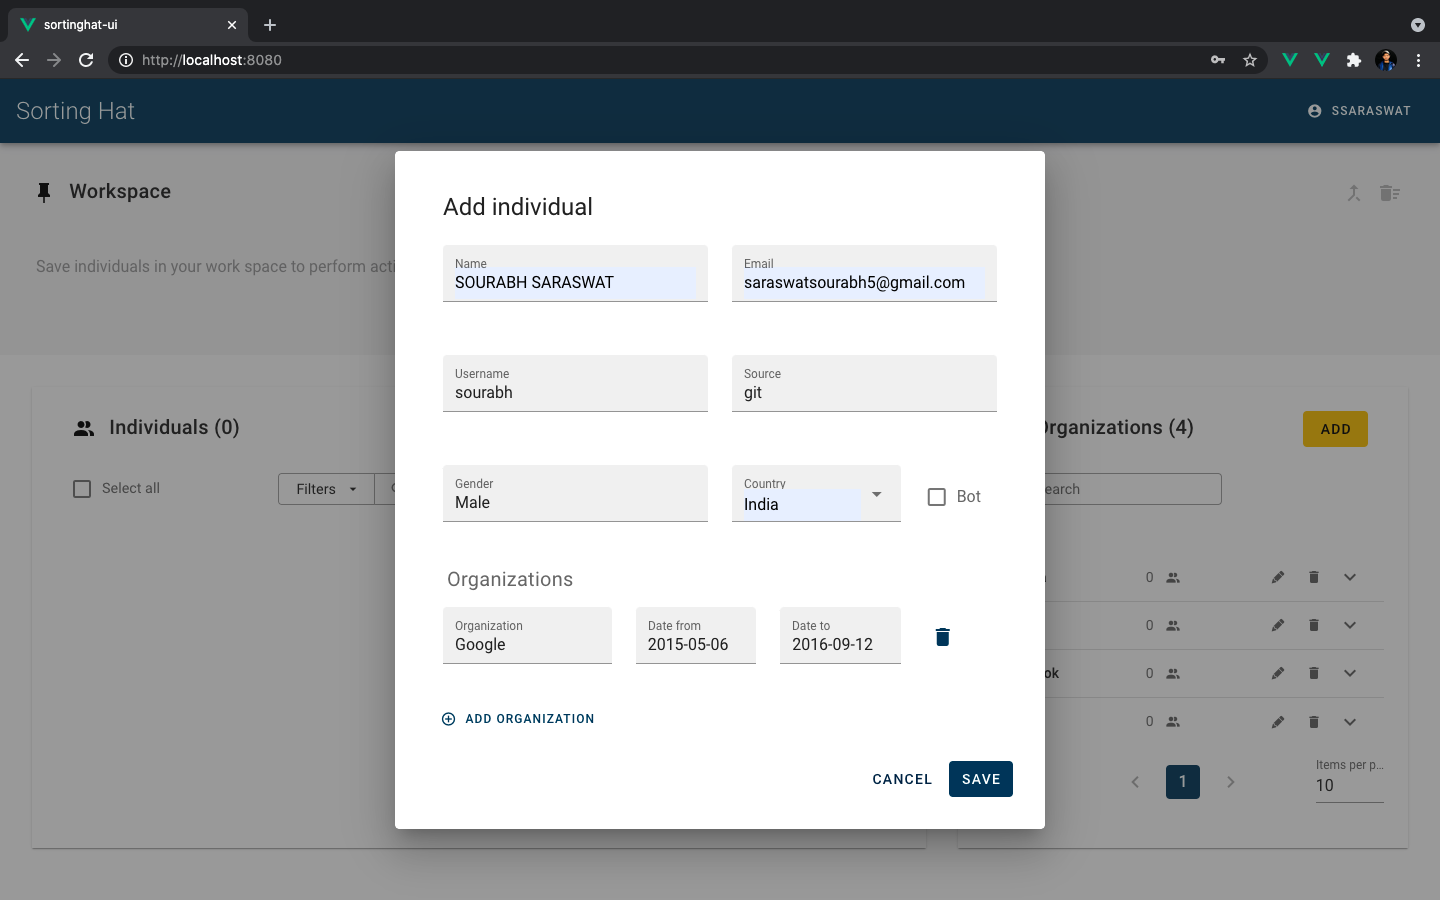 sortinghat-ui
http://localhost:8080
Sorting Hat
SSARASWAT
Workspace
Save individuals in your work space to perform
Add individual
Name
SOURABH SARASWAT
Email
saraswatsourabh5@gmail.com
Username
sourabh
Source
git
Gender
Male
Country
India
Bot
Organizations
Organization
Google
Date from
2015-05-06
Date to
2016-09-12
ADD ORGANIZATION
CANCEL
SAVE
Individuals (0)
Select all
Filters
Organizations (4)
ADD
earch
0
0
ok
0
0
1
Items per p...
10